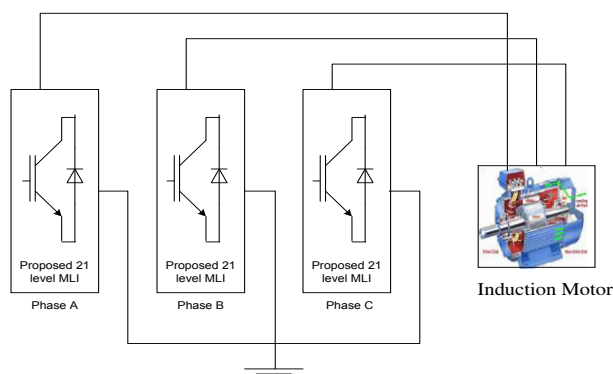 Proposed 21
level MLI
Phase A
Proposed 21
level MLI
Phase B
Proposed 21
level MLI
Phase C
Induction Motor